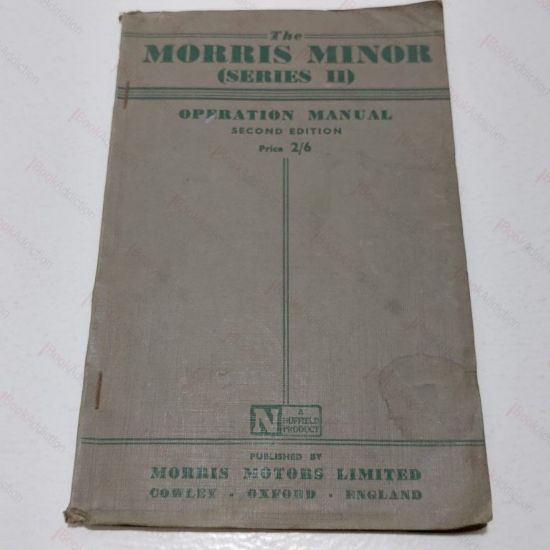 The
MORRIS MINOR
(SERIES II)
OPERATION MANUAL
SECOND EDITION
Price 2/6
N
A
NUFFIELD
PRODUCT
PUBLISHED BY
MORRIS MOTORS LIMITED
COWLEY · OXFORD · ENGLAND
iBookAddiction